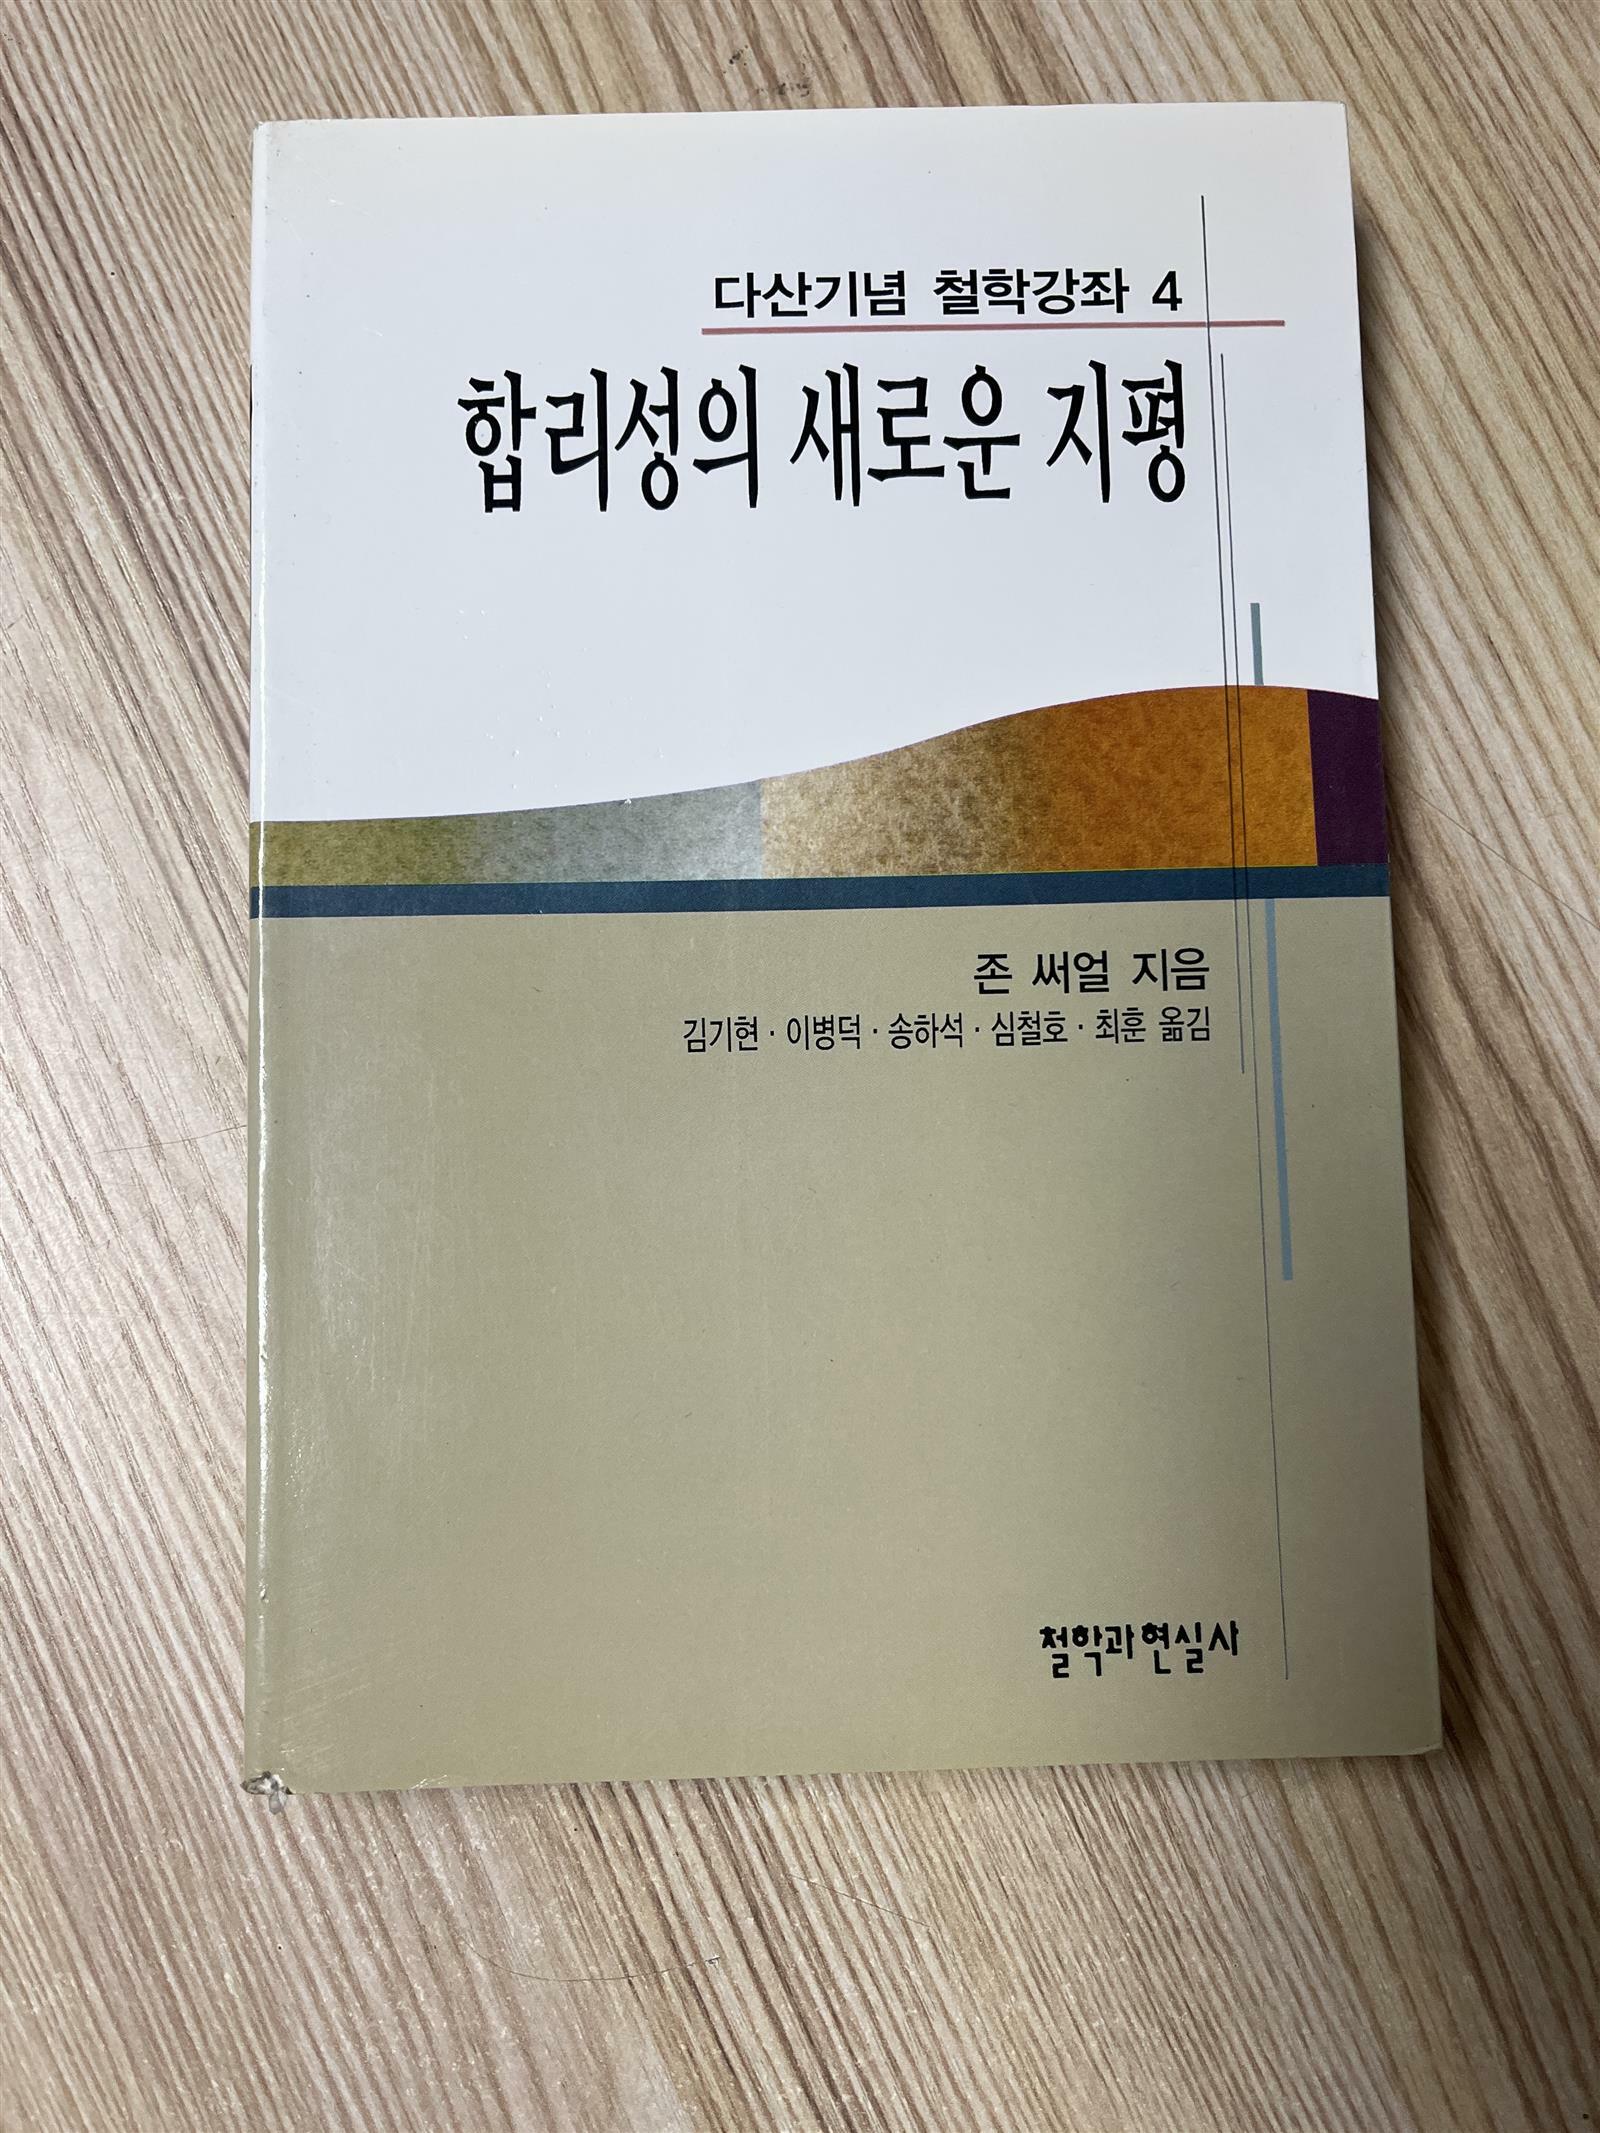 다산기념 철학강좌 4
합리성의 새로운 지평
존 써얼 지음
김기현·이병덕·송하석·심철호·최훈 옮김
철학과현실사